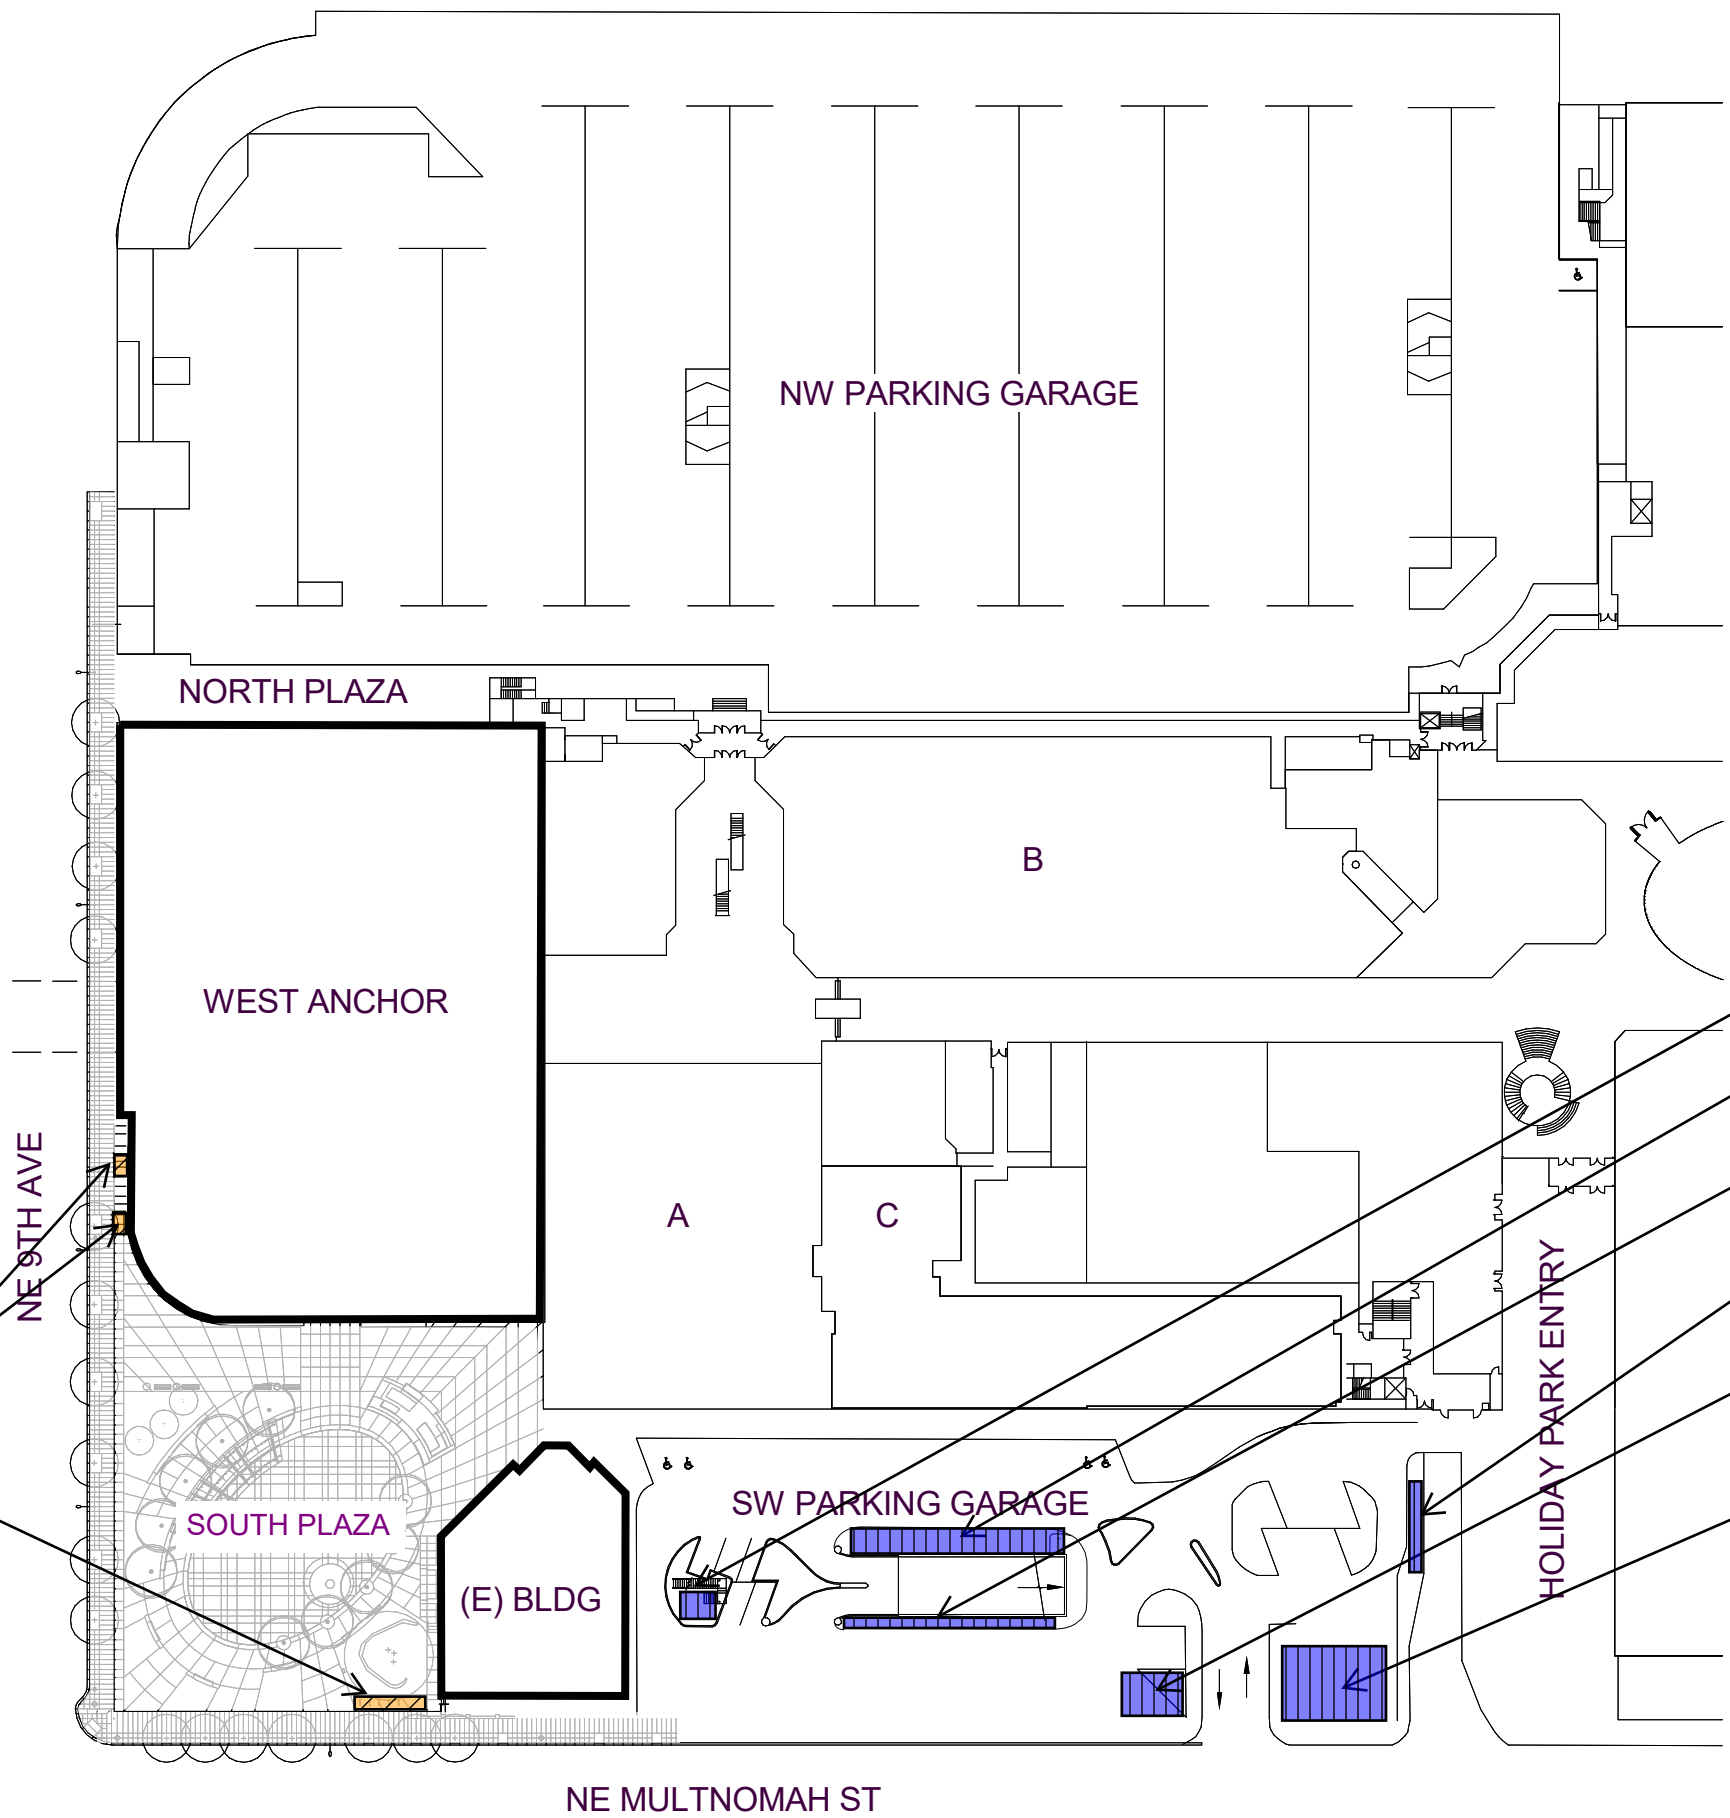 NW PARKING GARAGE
NORTH PLAZA
B
WEST ANCHOR
NE 9TH AVE
A
C
HOLIDAY PARK ENTRY
SW PARKING GARAGE
SOUTH PLAZA
(E) BLDG
NE MULTNOMAH ST